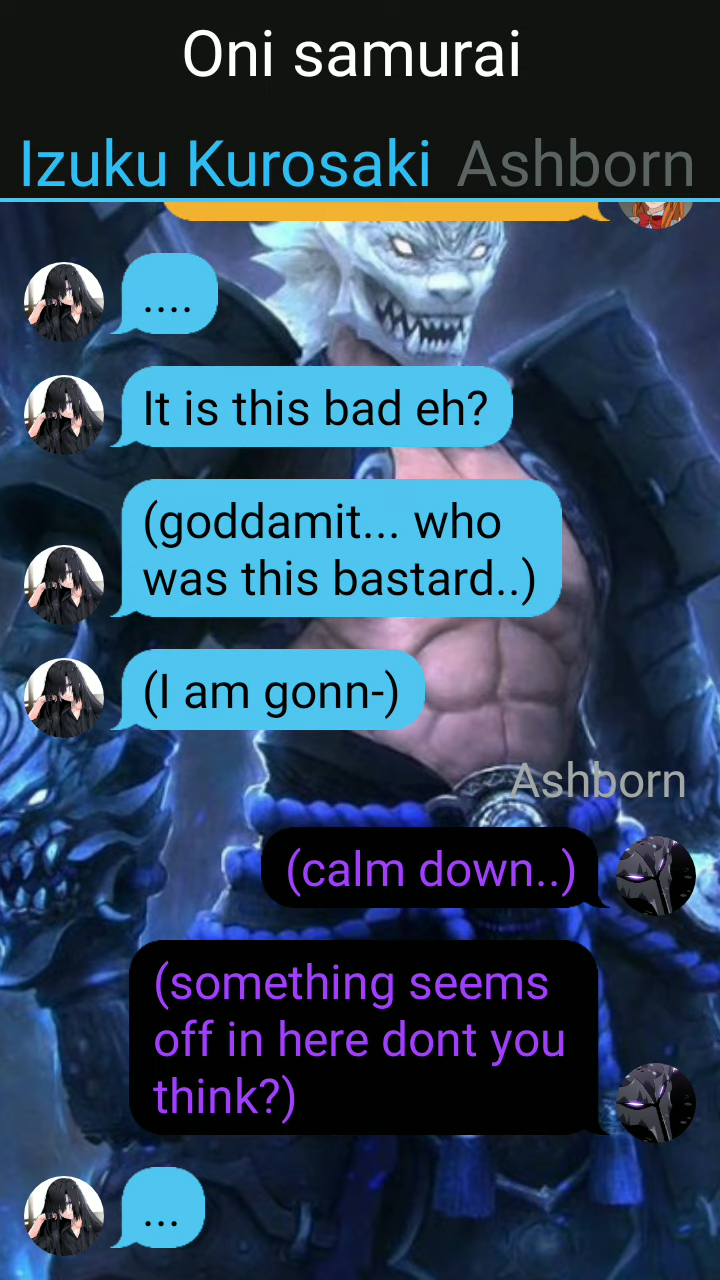 Oni samurai
Izuku Kurosaki Ashborn
....
It is this bad eh?
(goddamit... who
was this bastard..)
(I am gonn-)
Ashborn
(calm down..)
(something seems
off in here dont you
think?)
...